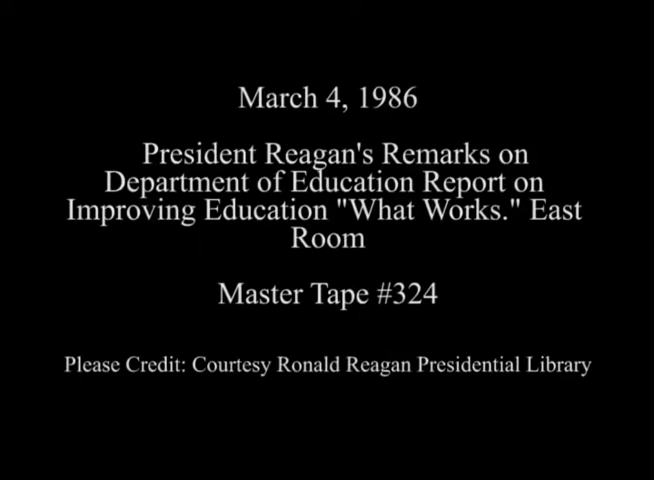 March 4, 1986
President Reagan's Remarks on
Department of Education Report on
Improving Education "What Works." East
Room
Master Tape #324
Please Credit: Courtesy Ronald Reagan Presidential Library